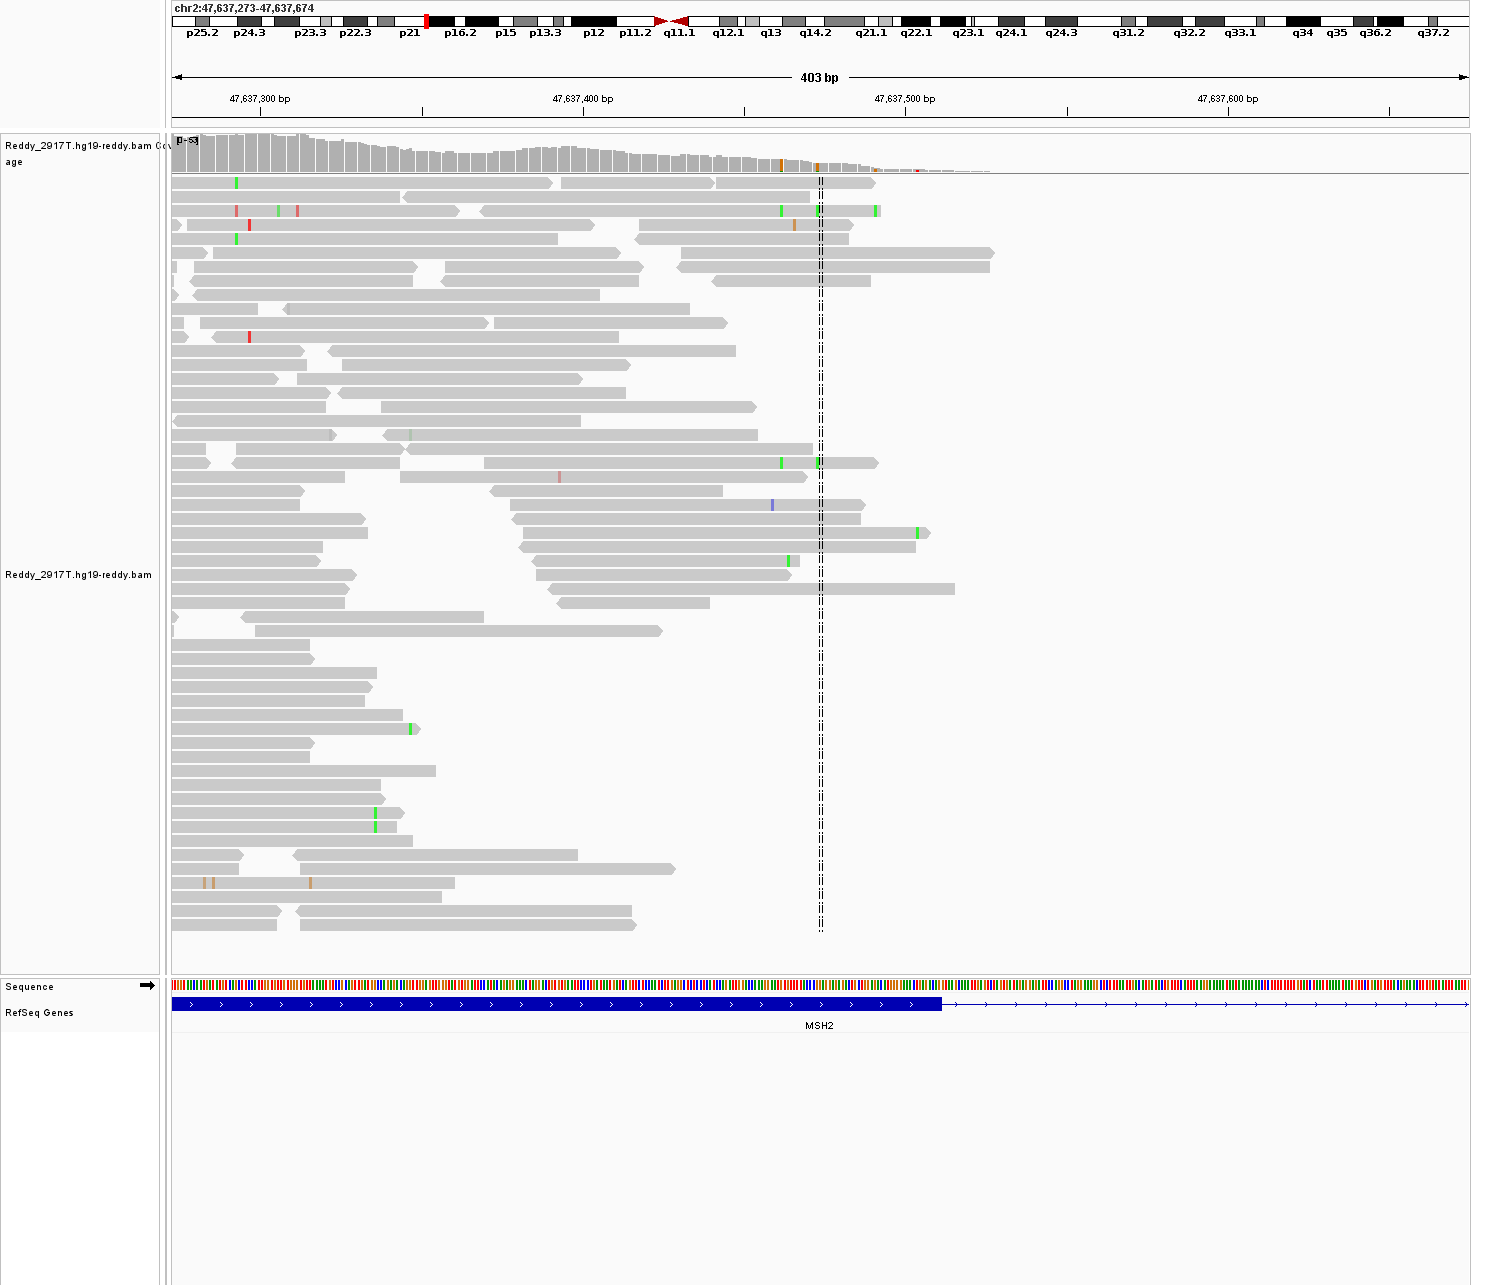 chr2:47,637,273-47,637,674
p25.2 p24.3 p23.3 p22.3 p21 p16.2 p15 p13.3 p12 p11.2 q11.1 q12.1 q13 q14.2 q21.1 q22.1 q23.1 q24.1 q24.3 q31.2 q32.2 q33.1 q34 q35 q36.2 q37.2
403 bp
47,637,300 bp 47,637,400 bp 47,637,500 bp 47,637,600 bp
Reddy_2917T.hg19-reddy.bam Cov
age
Reddy_2917T.hg19-reddy.bam
Sequence
RefSeq Genes
MSH2